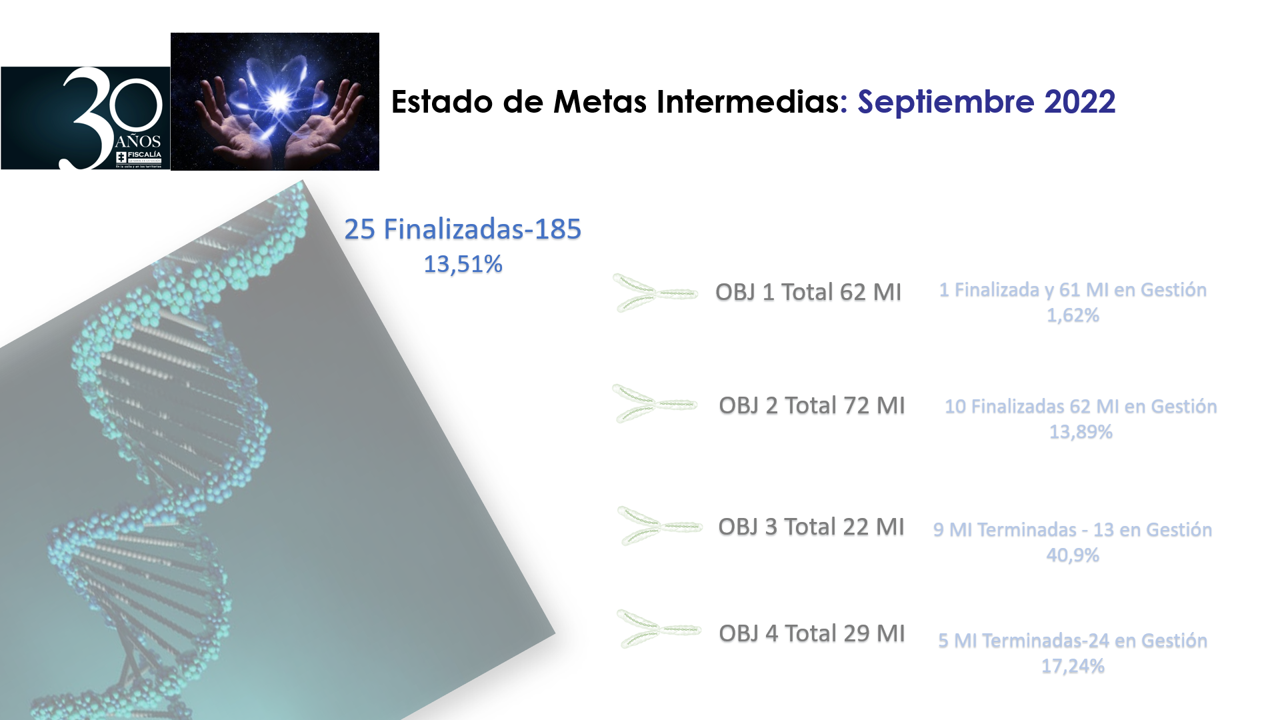 30
AÑOS
FISCALÍA
Estado de Metas Intermedias: Septiembre 2022
25 Finalizadas-185
13,51%
OBJ 1 Total 62 MI
1 Finalizada y 61 MI en Gestión
1,62%
OBJ 2 Total 72 MI
10 Finalizadas 62 MI en Gestión
13,89%
OBJ 3 Total 22 MI
9 MI Terminadas - 13 en Gestión
40,9%
OBJ 4 Total 29 MI
5 MI Terminadas-24 en Gestión
17,24%